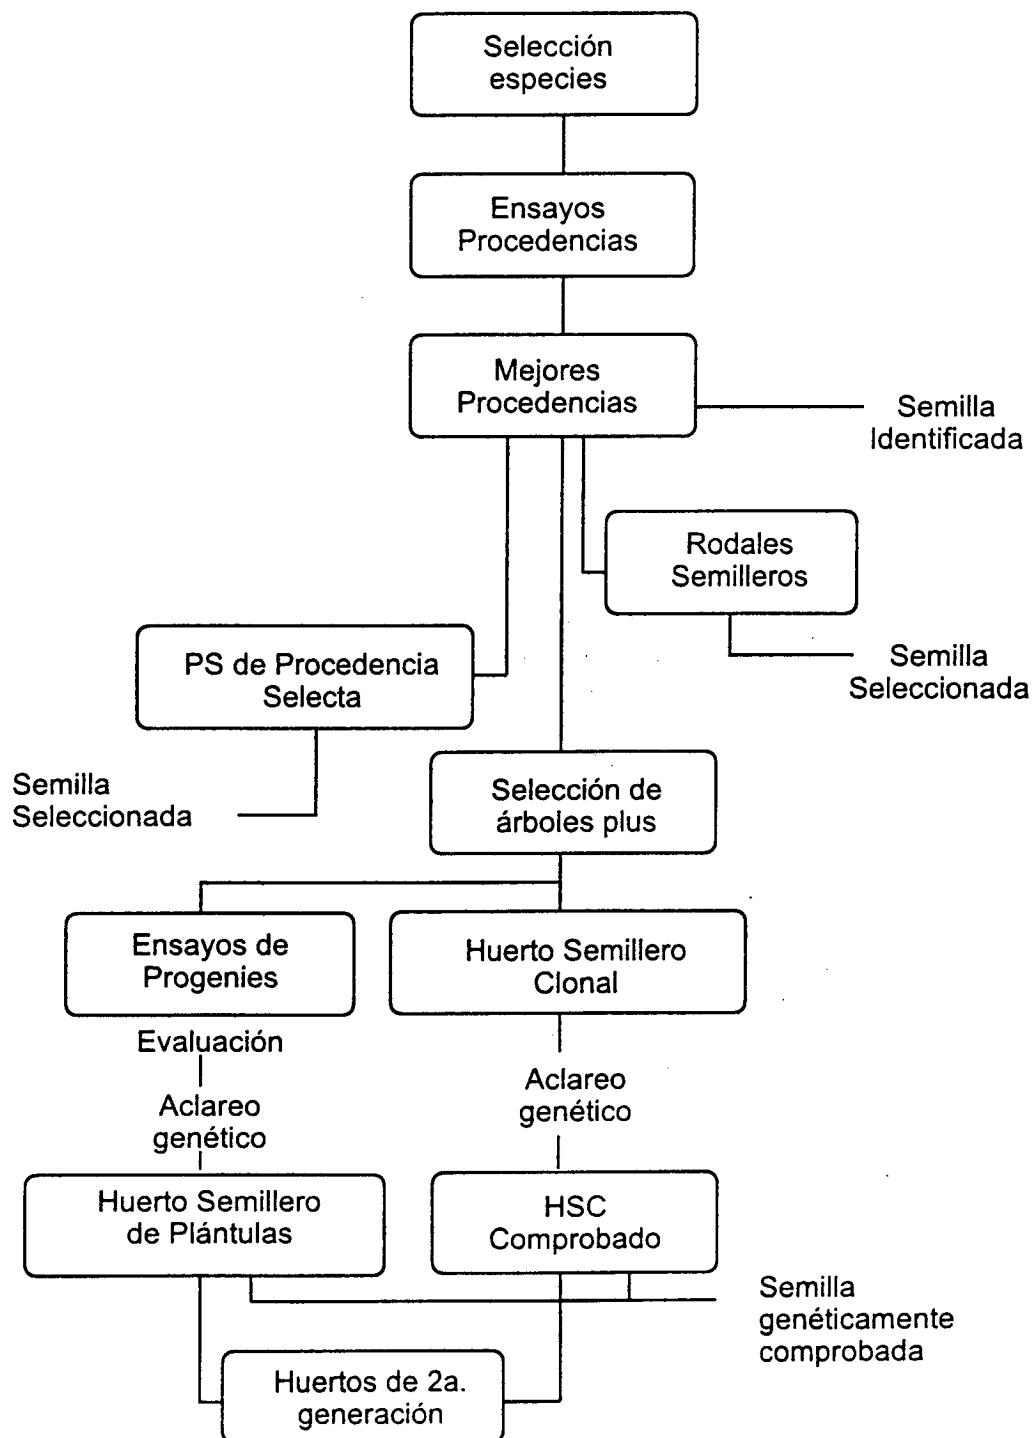 Selección
especies
Ensayos
Procedencias
Mejores
Procedencias
Semilla
Identificada
Rodales
Semilleros
Semilla
Seleccionada
PS de Procedencia
Selecta
Semilla
Seleccionada
Selección de
árboles plus
Ensayos de
Progenies
Huerto Semillero
Clonal
Evaluación
Aclareo
genético
Aclareo
genético
Huerto Semillero
de Plántulas
HSC
Comprobado
Semilla
genéticamente
comprobada
Huertos de 2a.
generación